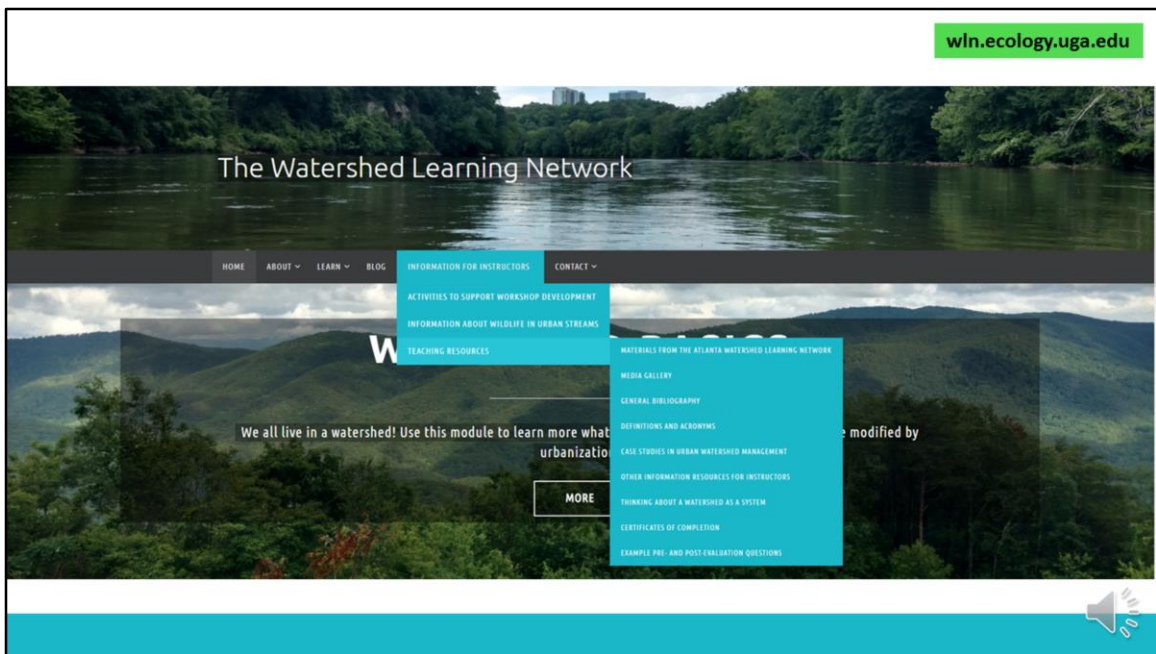 wln.ecology.uga.edu
The Watershed Learning Network
HOME ABOUT LEARN BLOG INFORMATION FOR INSTRUCTORS CONTACT
ACTIVITIES TO SUPPORT WORKSHOP DEVELOPMENT
INFORMATION ABOUT WILDLIFE IN URBAN STREAMS
TEACHING RESOURCES
MATERIALS FROM THE ATLANTA WATERSHED LEARNING NETWORK
MEDIA GALLERY
GENERAL BIBLIOGRAPHY
DEFINITIONS AND ACRONYMS
CASE STUDIES IN URBAN WATERSHED MANAGEMENT
OTHER INFORMATION RESOURCES FOR INSTRUCTORS
THINKING ABOUT A WATERSHED AS A SYSTEM
CERTIFICATES OF COMPLETION
EXAMPLE PRE- AND POST-EVALUATION QUESTIONS
We all live in a watershed! Use this module to learn more what e modified by
urbanizatio
MORE